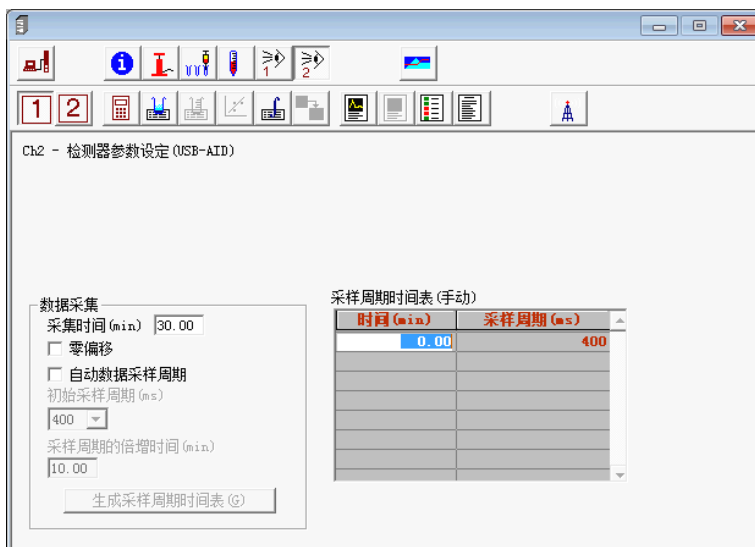 1
2
1
2
Ch2 - 检测器参数设定(USB-AID)
数据采集
采集时间(min) 30.00
零偏移
自动数据采样周期
初始采样周期(ms)
400
采样周期的倍增时间(min)
10.00
生成采样周期时间表(G)
采样周期时间表(手动)
时间(min) 采样周期(ms)
0.00 400